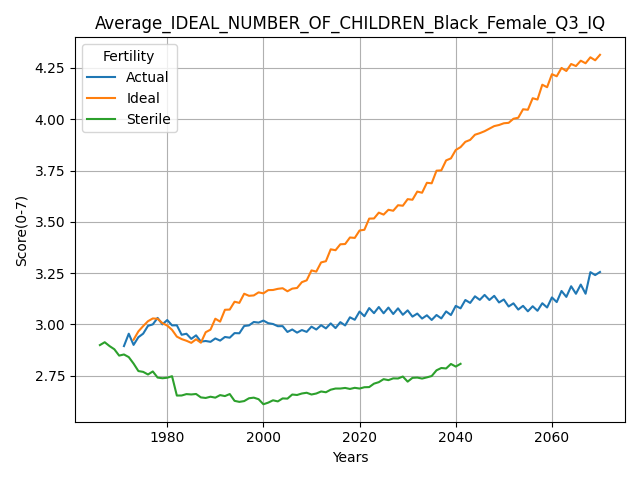 Average_IDEAL_NUMBER_OF_CHILDREN_Black_Female_Q3_IQ
Fertility
Actual
Ideal
Sterile
4.25
4.00
3.75
3.50
3.25
3.00
2.75
Score(0-7)
1980
2000
2020
2040
2060
Years